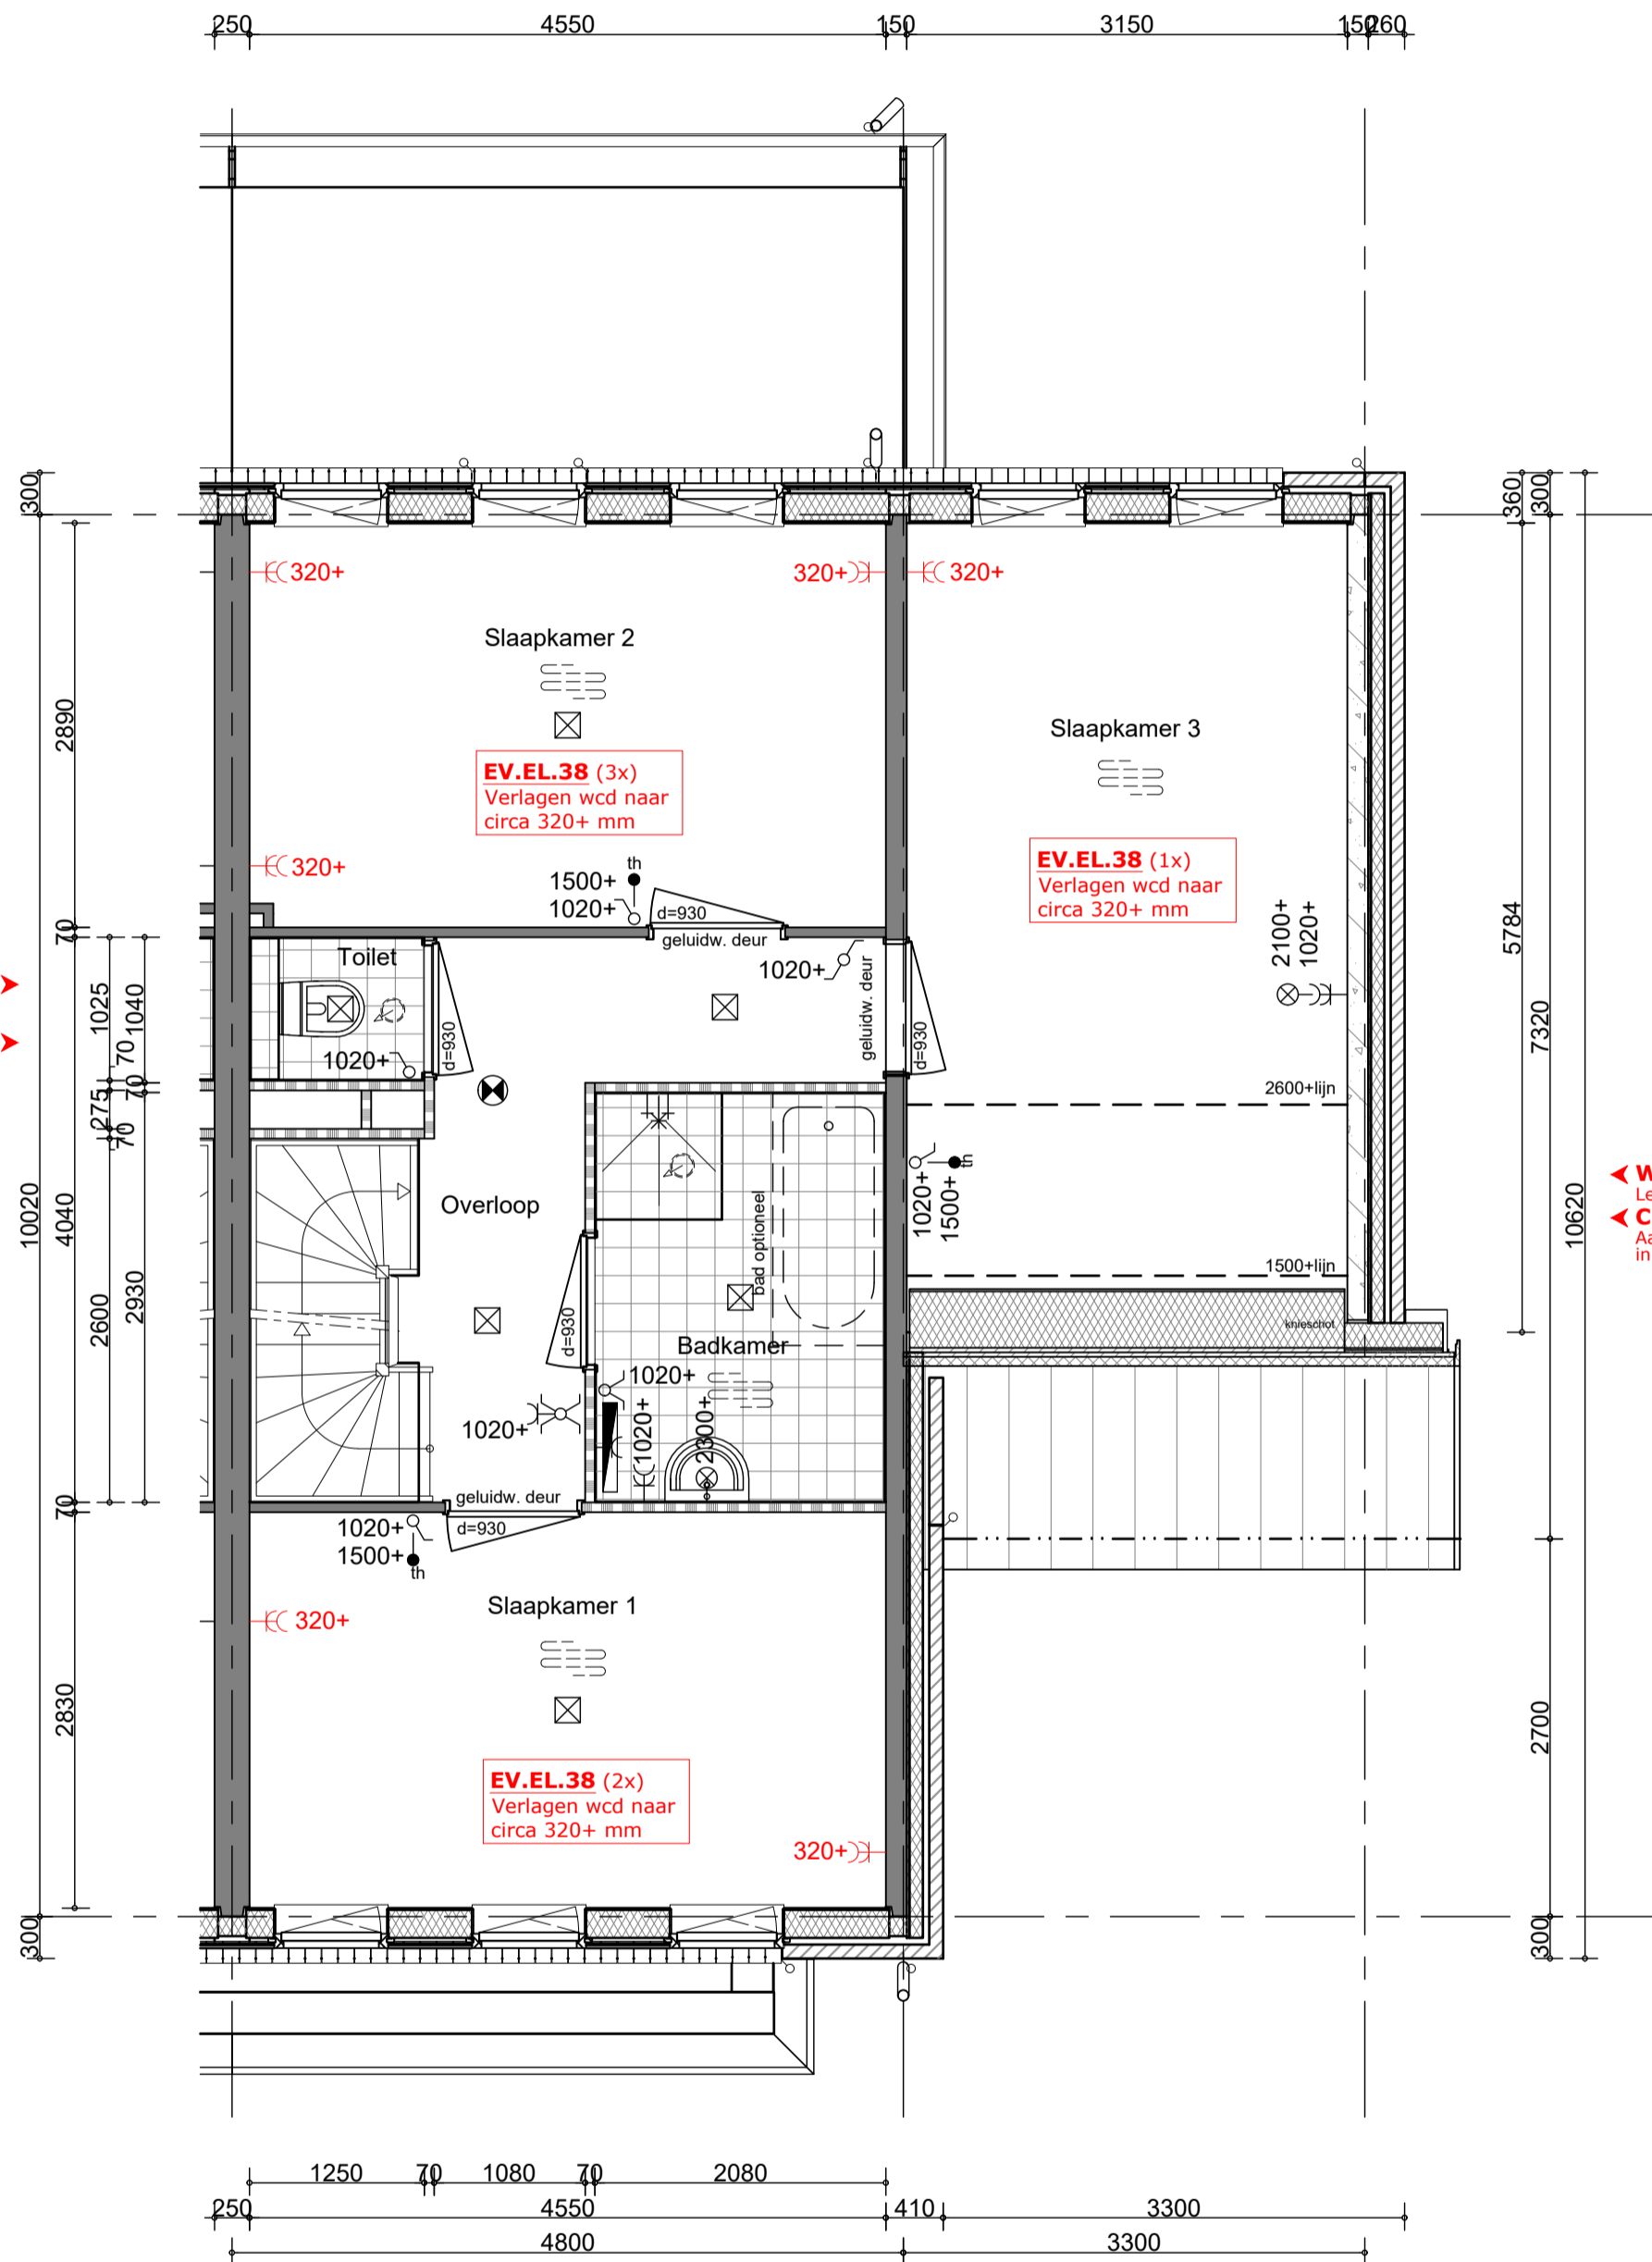 250 4550 150 3150 150 260
300
360 300
320+ 320+ 320+
Slaapkamer 2
2890
Slaapkamer 3
EV.EL.38 (3x)
Verlagen wcd naar
circa 320+ mm
EV.EL.38 (1x)
Verlagen wcd naar
circa 320+ mm
320+
th
1500+
1020+
d=930
geluidw. deur
70
Toilet
1020+
geluidw. deur
2100+
1020+
5784
7320
1025
1040
70
d=930
d=930
1020+
70
275
70
2600+lijn
Overloop
bad optioneel
1020+
1500+
th
10020
4040
2600
2930
10620
1500+lijn
knieschot
d=930
Badkamer
1020+
1020+
1020+
2300+
geluidw. deur
d=930
70
1020+
1500+
th
Slaapkamer 1
320+
2830
2700
EV.EL.38 (2x)
Verlagen wcd naar
circa 320+ mm
320+
300
300
1250 70 1080 70 2080
250 4550 410 3300
4800 3300